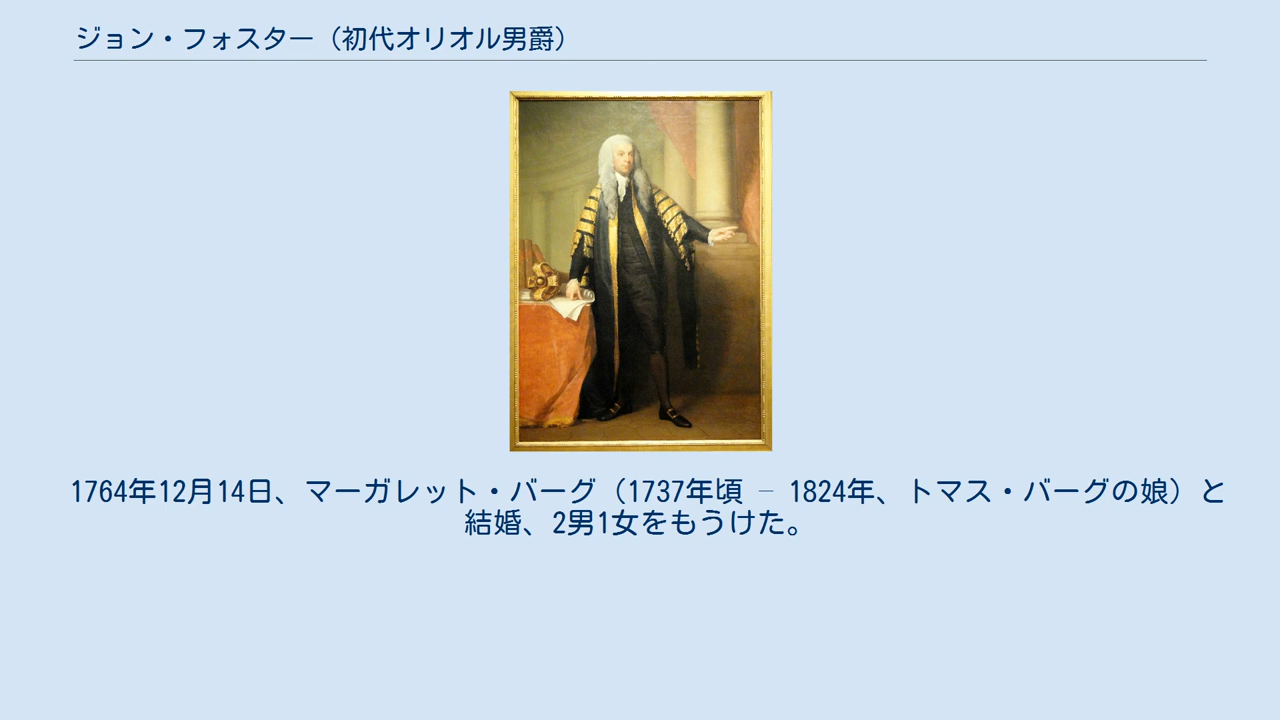 ジョン・フォスター（初代オリオル男爵）
1764年12月14日、マーガレット・バーグ（1737年頃 – 1824年、トマス・バーグの娘）と
結婚、2男1女をもうけた。